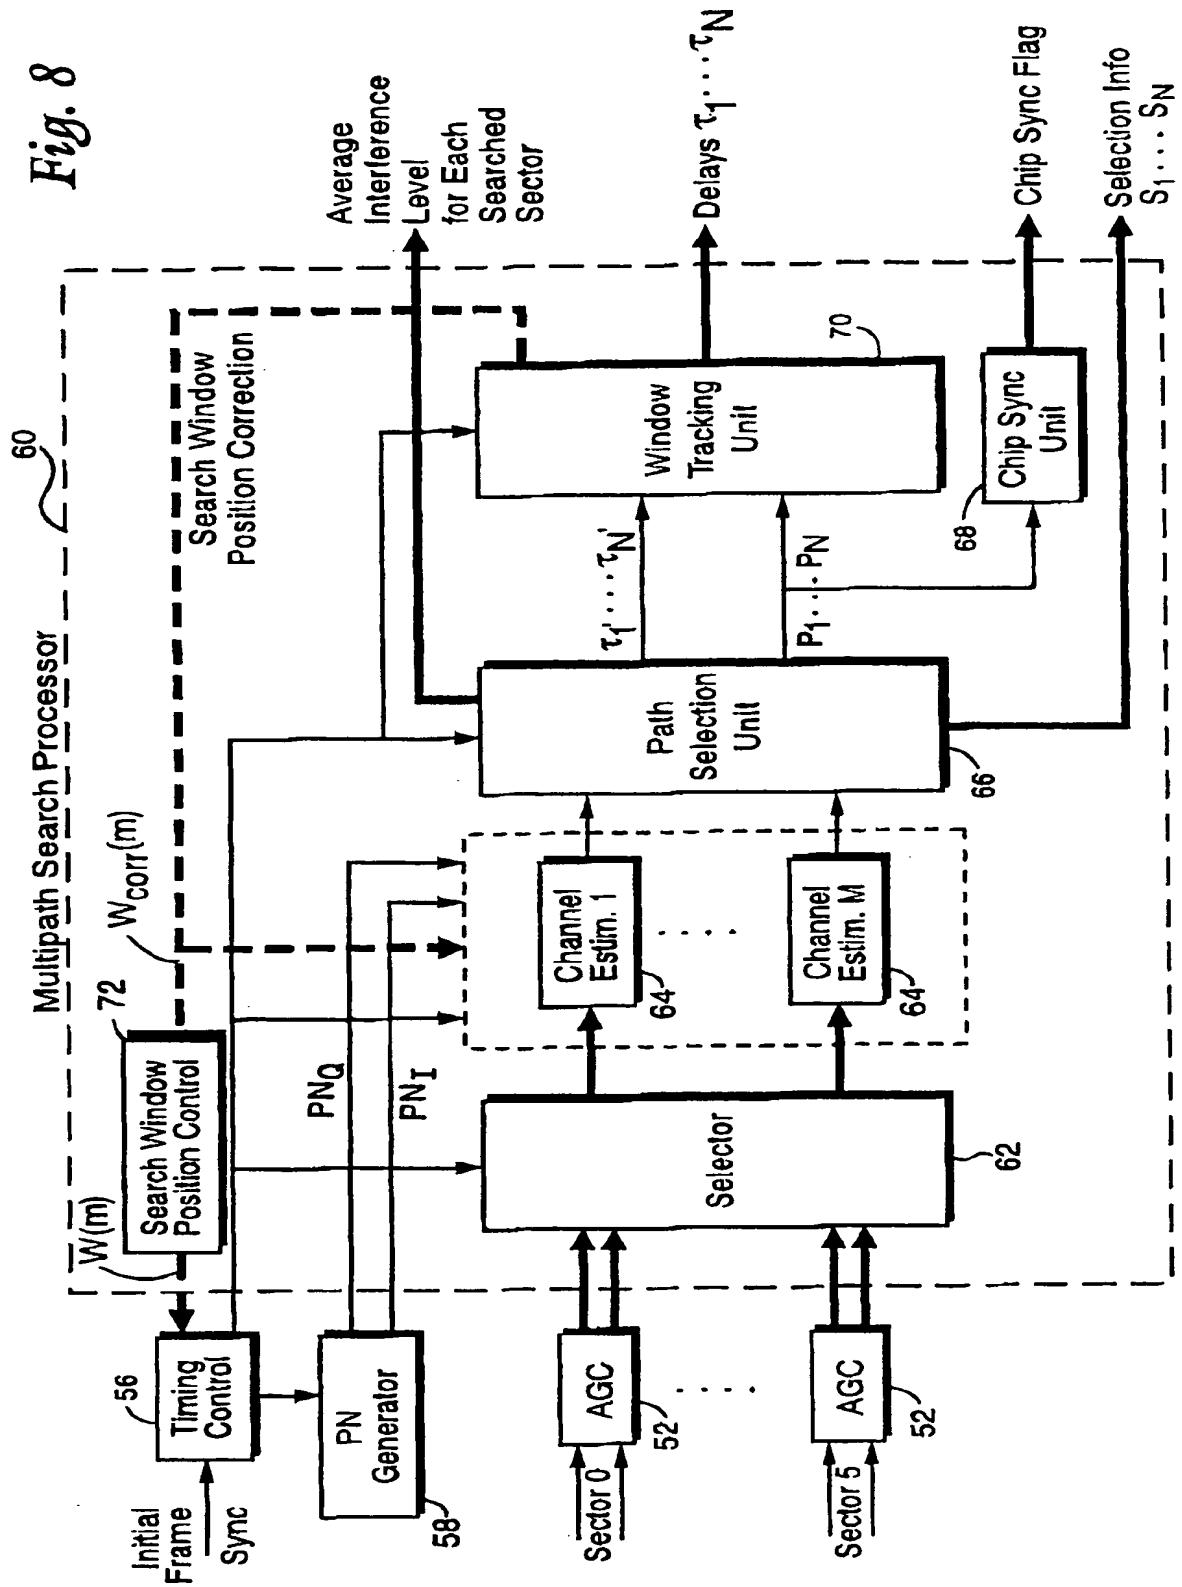 Fig. 8
Multipath Search Processor
60
Initial
Frame
Sync
56
Timing
Control
W(m)
72
Search Window
Position Control
Wcorr(m)
Search Window
Position Correction
Average
Interference
Level
for Each
Searched
Sector
PN
Generator
58
PNQ
PNI
Sector 0
AGC
52
. . . . .
Sector 5
AGC
52
Selector
62
Channel
Estim. 1
64
. . . . .
Channel
Estim. M
64
Path
Selection
Unit
66
τ1' . . . . τN'
P1 . . . . PN
Window
Tracking
Unit
70
Delays τ1 . . . . τN
68
Chip Sync
Unit
Chip Sync Flag
Selection Info
S1 . . . . SN